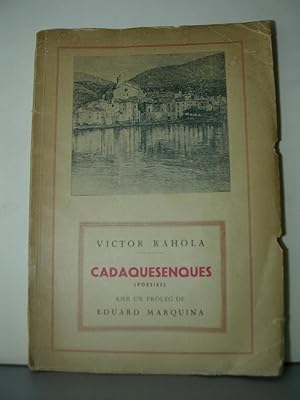 VICTOR RAHOLA
CADAQUESENQUES
(POESIES)
AMB UN PRÒLEG DE
EDUARD MARQUINA